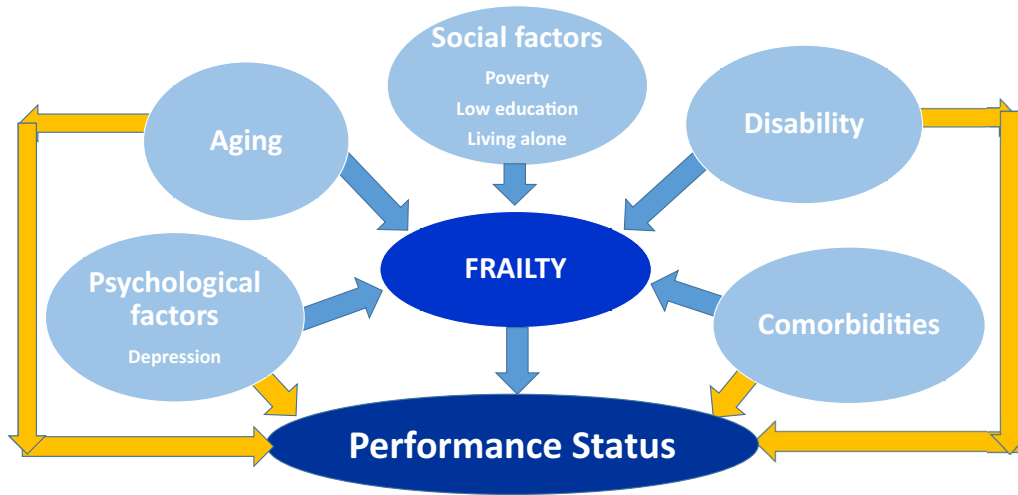 Social factors
Poverty
Low education
Living alone
Aging
Disability
FRAILTY
Psychological
factors
Depression
Comorbidities
Performance Status